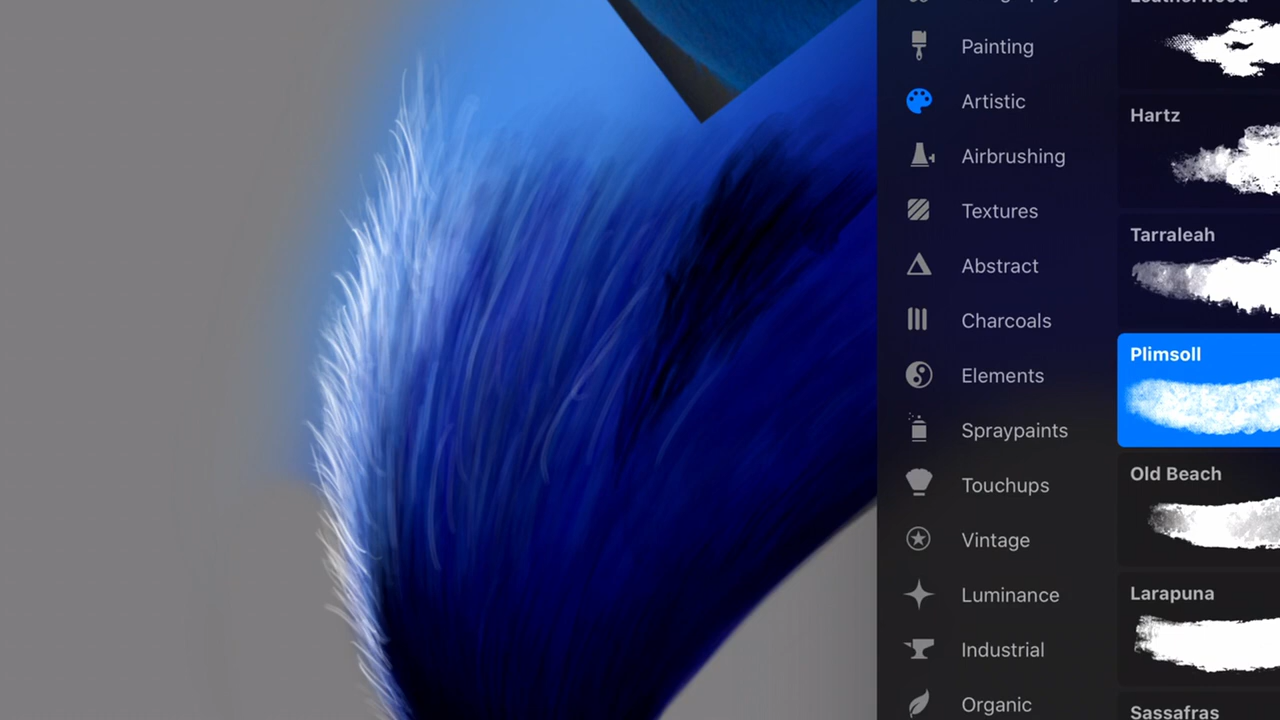 Painting
Artistic
Airbrushing
Textures
Abstract
Charcoals
Elements
Spraypaints
Touchups
Vintage
Luminance
Industrial
Organic
Hartz
Tarraleah
Plimsoll
Old Beach
Larapuna
Sassafras